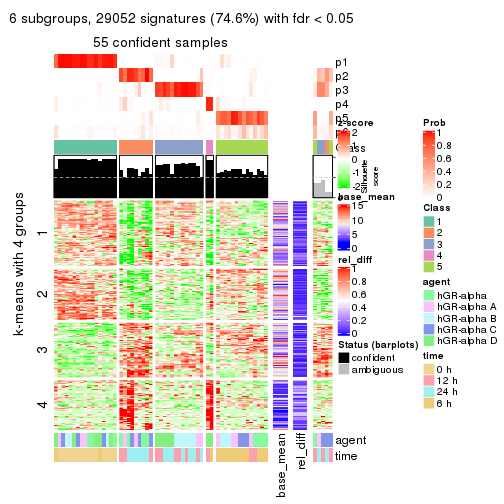 6 subgroups, 29052 signatures (74.6%) with fdr < 0.05
55 confident samples
k-means with 4 groups
1
2
3
4
p1
p2
p3
p4
p5
Silhouette
score
agent
time
base_mean
rel_diff
z-score
2
0
-1
-2
base_mean
15
10
5
0
rel_diff
1
0.8
0.6
0.4
0.2
0
Status (barplots)
confident
ambiguous
Prob
1
0.8
0.6
0.4
0.2
0
Class
1
2
3
4
5
agent
hGR-alpha
hGR-alpha A
hGR-alpha B
hGR-alpha C
hGR-alpha D
time
0 h
12 h
24 h
6 h